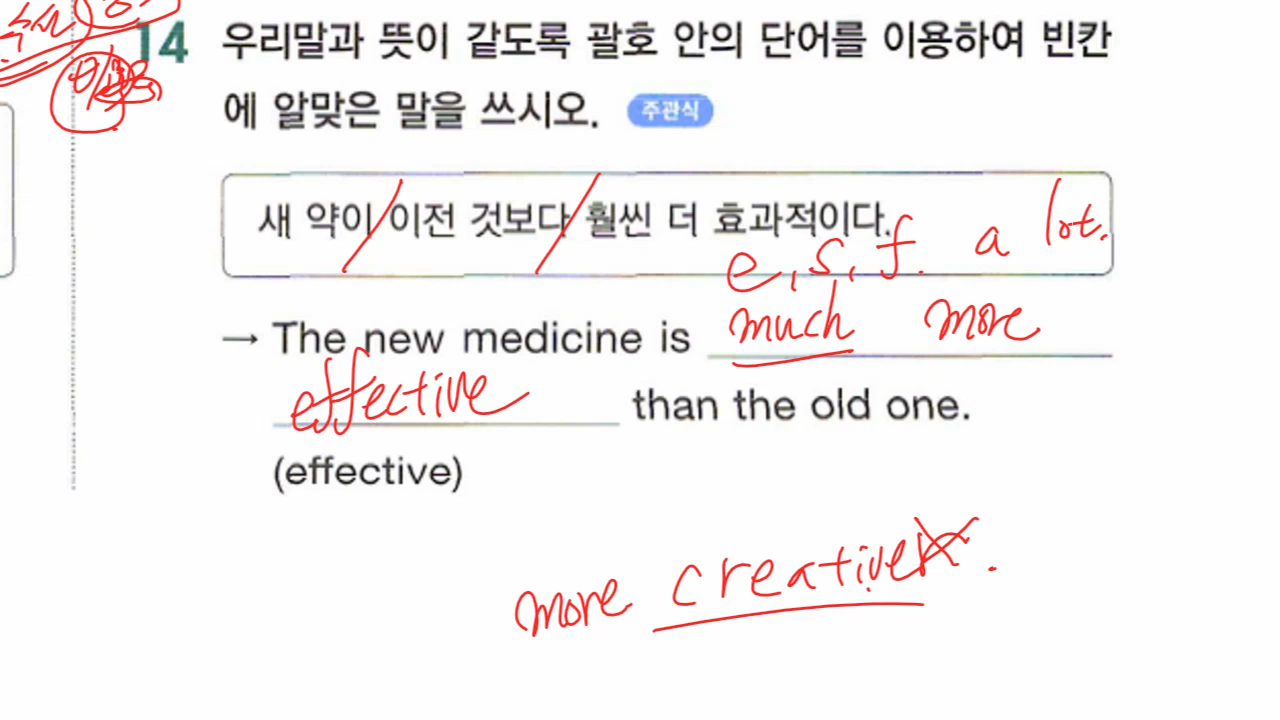 14 우리말과 뜻이 같도록 괄호 안의 단어를 이용하여 빈칸
에 알맞은 말을 쓰시오. 주관식
새 약이 이전 것보다 훨씬 더 효과적이다.
e, s, f. a lot.
→ The new medicine is much more
effective than the old one.
(effective)
more creative